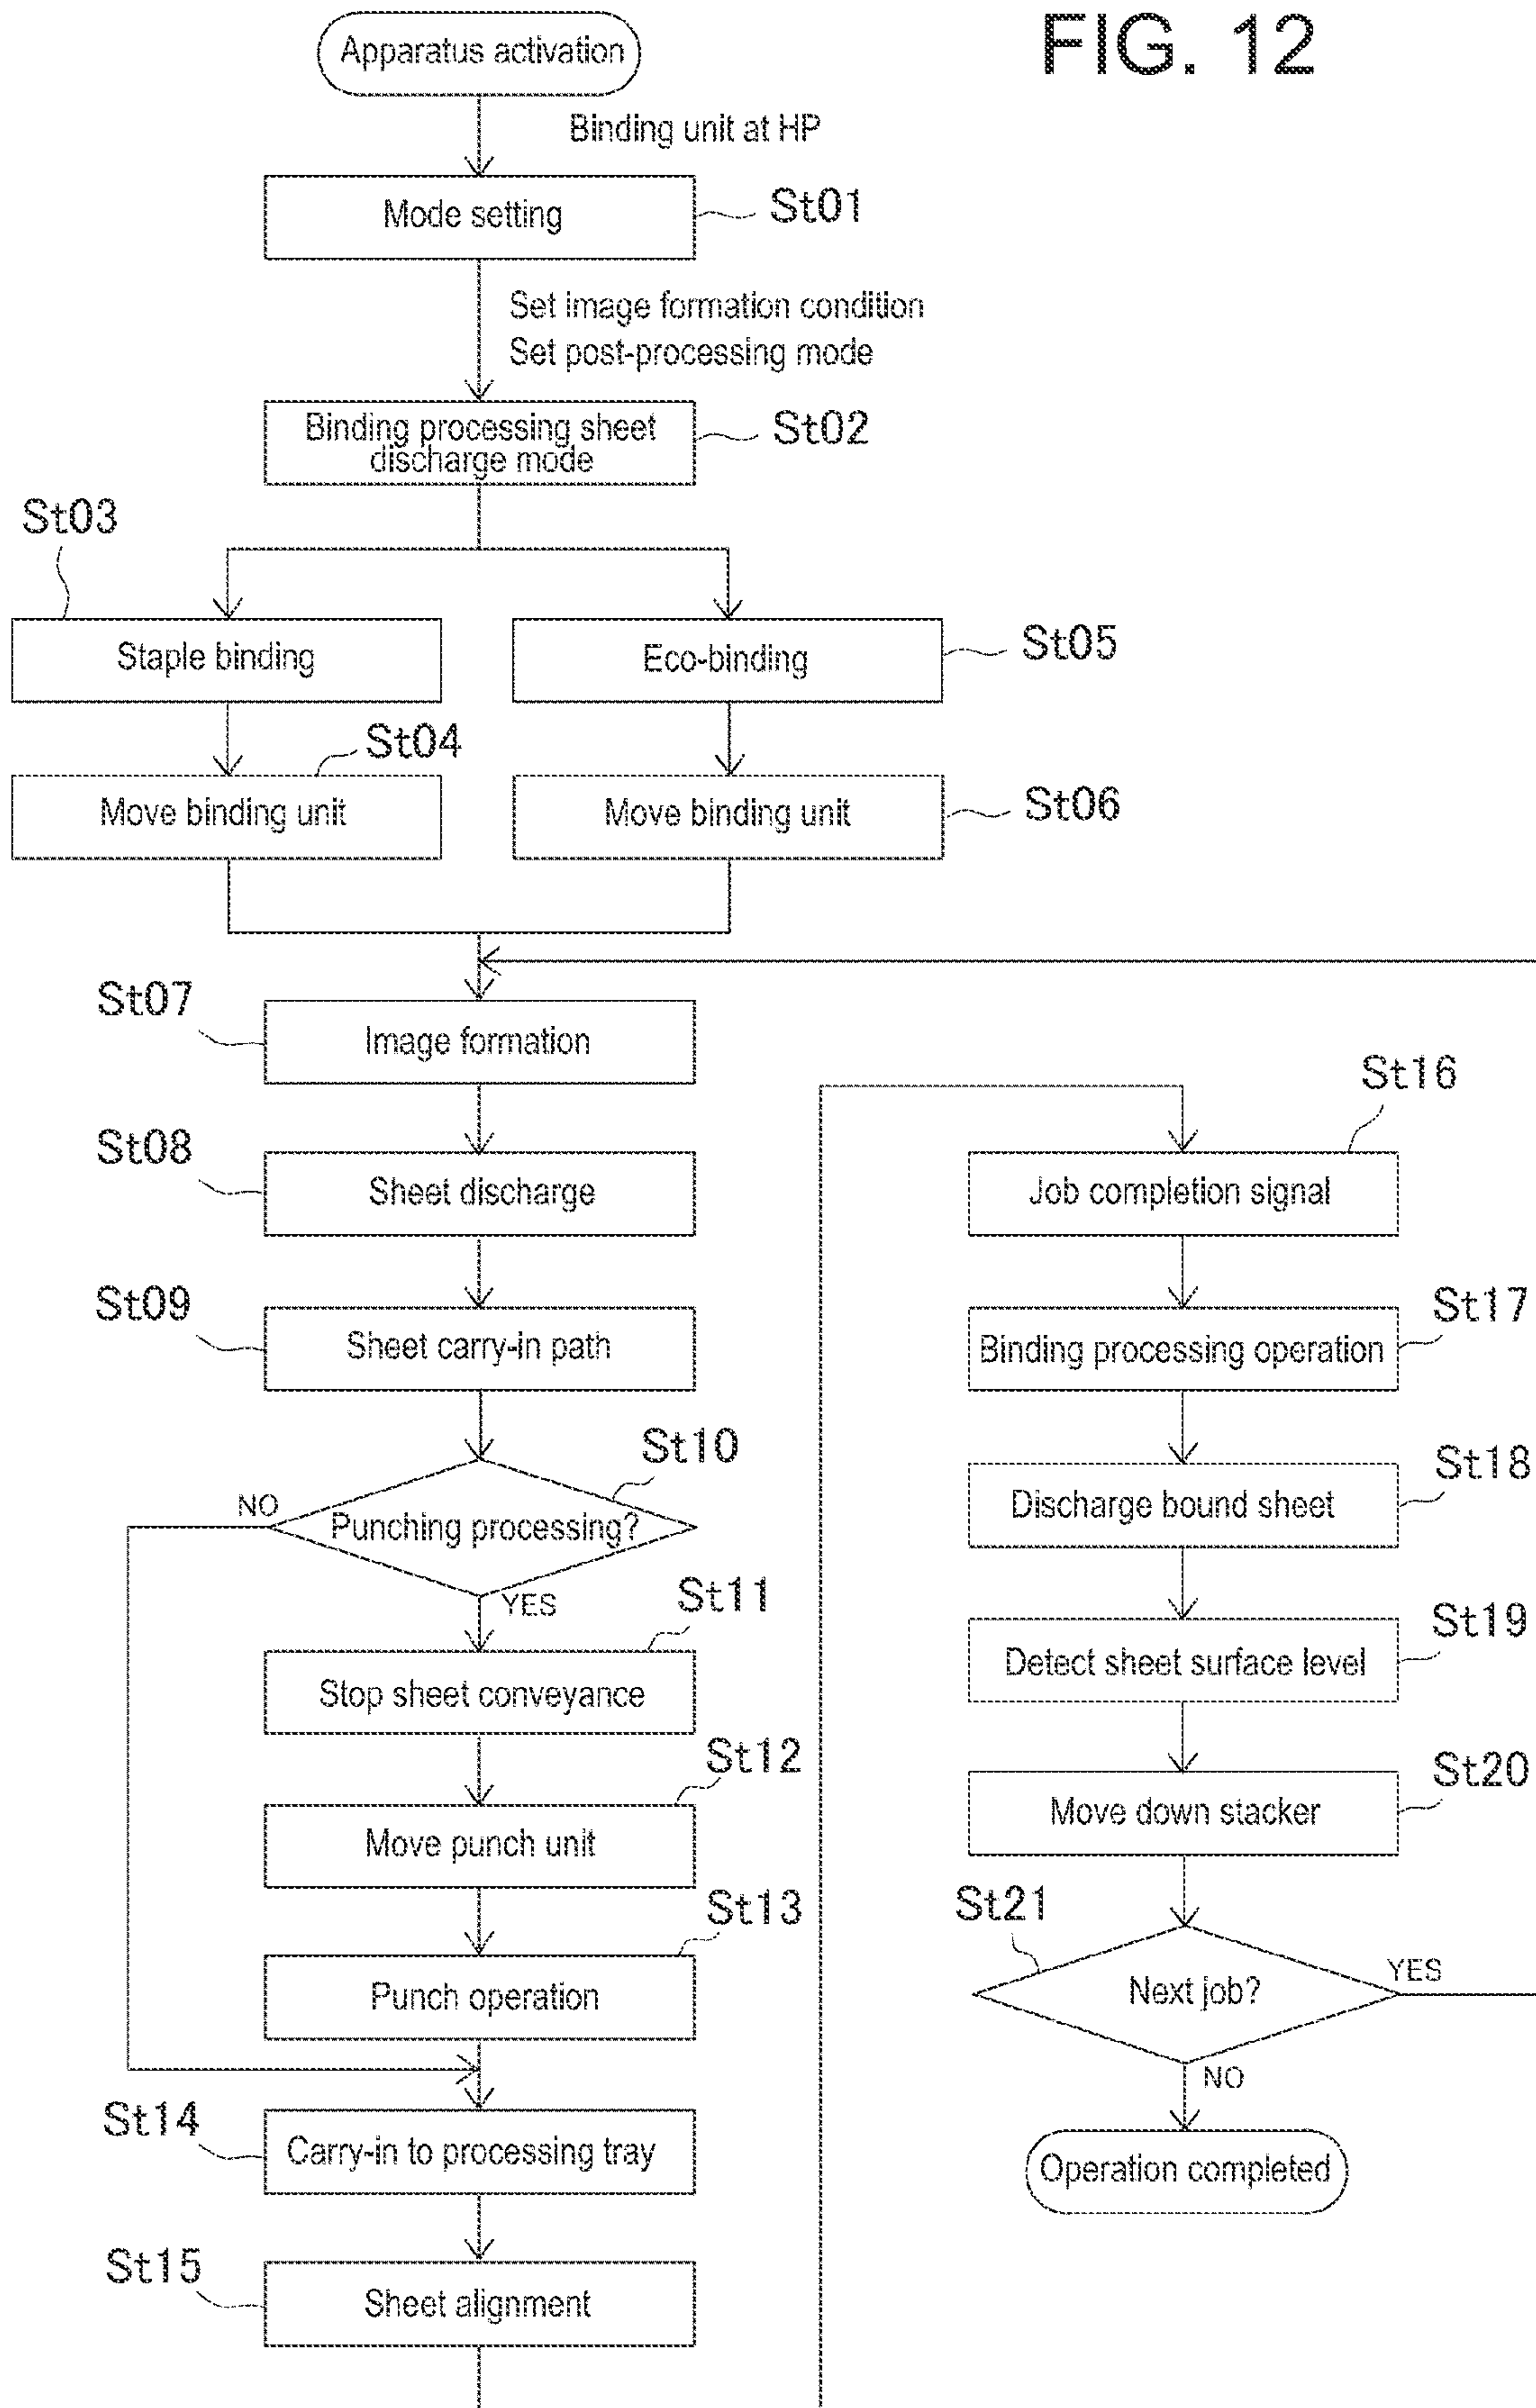 FIG. 12
Apparatus activation
Binding unit at HP
Mode setting
St01
Set image formation condition
Set post-processing mode
Binding processing sheet
discharge mode
St02
St03
Staple binding
Eco-binding
St05
St04
Move binding unit
Move binding unit
St06
St07
Image formation
St08
Sheet discharge
St09
Sheet carry-in path
St10
NO
Punching processing?
YES
St11
Stop sheet conveyance
St12
Move punch unit
St13
Punch operation
St14
Carry-in to processing tray
St15
Sheet alignment
St16
Job completion signal
St17
Binding processing operation
St18
Discharge bound sheet
St19
Detect sheet surface level
St20
Move down stacker
St21
Next job?
YES
NO
Operation completed